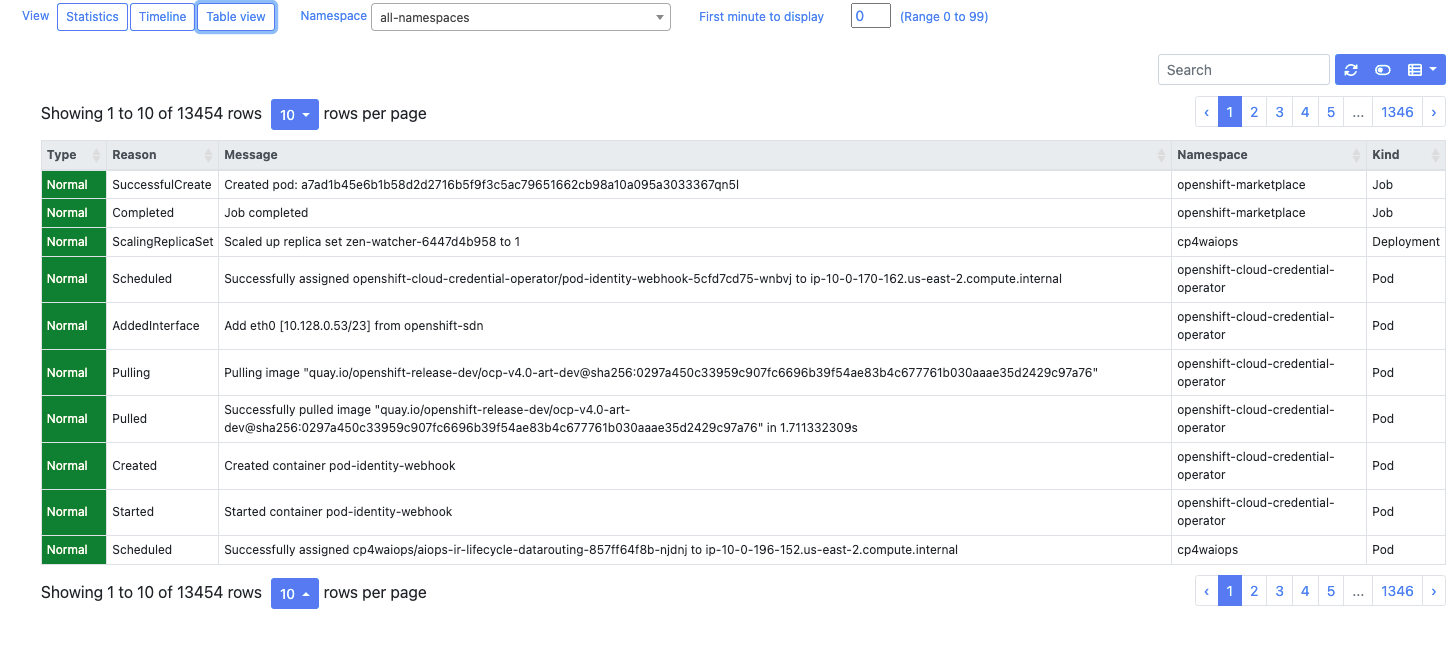 View Statistics Timeline Table view Namespace all-namespaces First minute to display 0 (Range 0 to 99)
Search
Showing 1 to 10 of 13454 rows 10 rows per page ‹ 1 2 3 4 5 ... 1346 ›
Type Reason Message Namespace Kind
Normal SuccessfulCreate Created pod: a7ad1b45e6b1b58d2d2716b5f9f3c5ac79651662cb98a10a095a3033367qn5l openshift-marketplace Job
Normal Completed Job completed openshift-marketplace Job
Normal ScalingReplicaSet Scaled up replica set zen-watcher-6447d4b958 to 1 cp4waiops Deployment
Normal Scheduled Successfully assigned openshift-cloud-credential-operator/pod-identity-webhook-5cfd7cd75-wnbvj to ip-10-0-170-162.us-east-2.compute.internal openshift-cloud-credential-
operator Pod
Normal AddedInterface Add eth0 [10.128.0.53/23] from openshift-sdn openshift-cloud-credential-
operator Pod
Normal Pulling Pulling image "quay.io/openshift-release-dev/ocp-v4.0-art-dev@sha256:0297a450c33959c907fc6696b39f54ae83b4c677761b030aaae35d2429c97a76" openshift-cloud-credential-
operator Pod
Normal Pulled Successfully pulled image "quay.io/openshift-release-dev/ocp-v4.0-art-
dev@sha256:0297a450c33959c907fc6696b39f54ae83b4c677761b030aaae35d2429c97a76" in 1.711332309s openshift-cloud-credential-
operator Pod
Normal Created Created container pod-identity-webhook openshift-cloud-credential-
operator Pod
Normal Started Started container pod-identity-webhook openshift-cloud-credential-
operator Pod
Normal Scheduled Successfully assigned cp4waiops/aiops-ir-lifecycle-datarouting-857ff64f8b-njdnj to ip-10-0-196-152.us-east-2.compute.internal cp4waiops Pod
Showing 1 to 10 of 13454 rows 10 rows per page ‹ 1 2 3 4 5 ... 1346 ›